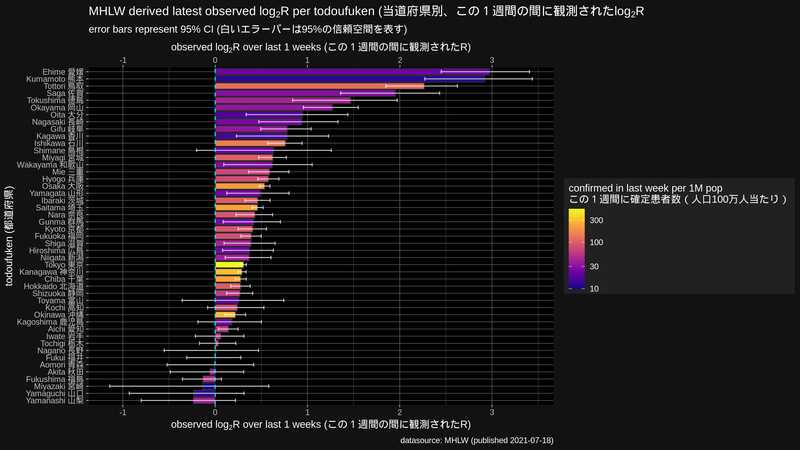 MHLW derived latest observed log2R per todoufuken (当道府県別、この１週間の間に観測されたlog2R
error bars represent 95% CI (白いエラーバーは95%の信頼空間を表す)
observed log2R over last 1 weeks (この１週間の間に観測されたR)
-1 0 1 2 3
todoufuken (都道府県)
Ehime 愛媛
Kumamoto 熊本
Tottori 鳥取
Saga 佐賀
Tokushima 徳島
Okayama 岡山
Oita 大分
Nagasaki 長崎
Gifu 岐阜
Kagawa 香川
Ishikawa 石川
Shimane 島根
Miyagi 宮城
Wakayama 和歌山
Mie 三重
Hyogo 兵庫
Osaka 大阪
Yamagata 山形
Ibaraki 茨城
Saitama 埼玉
Nara 奈良
Gunma 群馬
Kyoto 京都
Fukuoka 福岡
Shiga 滋賀
Hiroshima 広島
Niigata 新潟
Tokyo 東京
Kanagawa 神奈川
Chiba 千葉
Hokkaido 北海道
Shizuoka 静岡
Toyama 富山
Kochi 高知
Okinawa 沖縄
Kagoshima 鹿児島
Aichi 愛知
Iwate 岩手
Tochigi 栃木
Nagano 長野
Fukui 福井
Aomori 青森
Akita 秋田
Fukushima 福島
Miyazaki 宮崎
Yamaguchi 山口
Yamanashi 山梨
-1 0 1 2 3
observed log2R over last 1 weeks (この１週間の間に観測されたR)
confirmed in last week per 1M pop
この１週間に確定患者数（人口100万人当たり）
300
100
30
10
datasource: MHLW (published 2021-07-18)